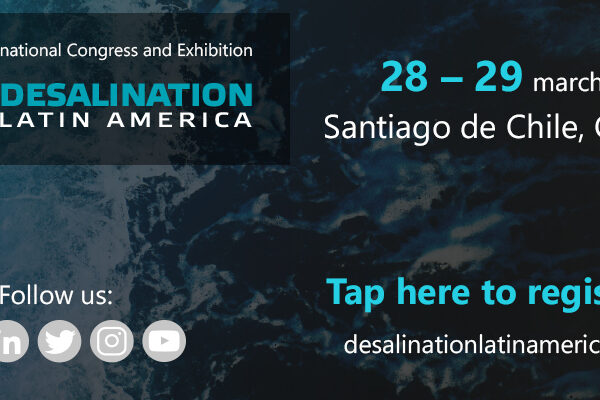 national Congress and Exhibition
DESALINATION
LATIN AMERICA
28 – 29 march
Santiago de Chile, C
Follow us:
in
Tap here to regis
desalinationlatinameric